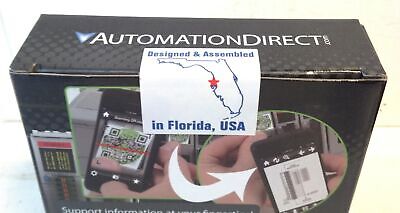 AUTOMATIONDIRECT.com
Designed & Assembled
in Florida, USA
Support information at your fingertips!